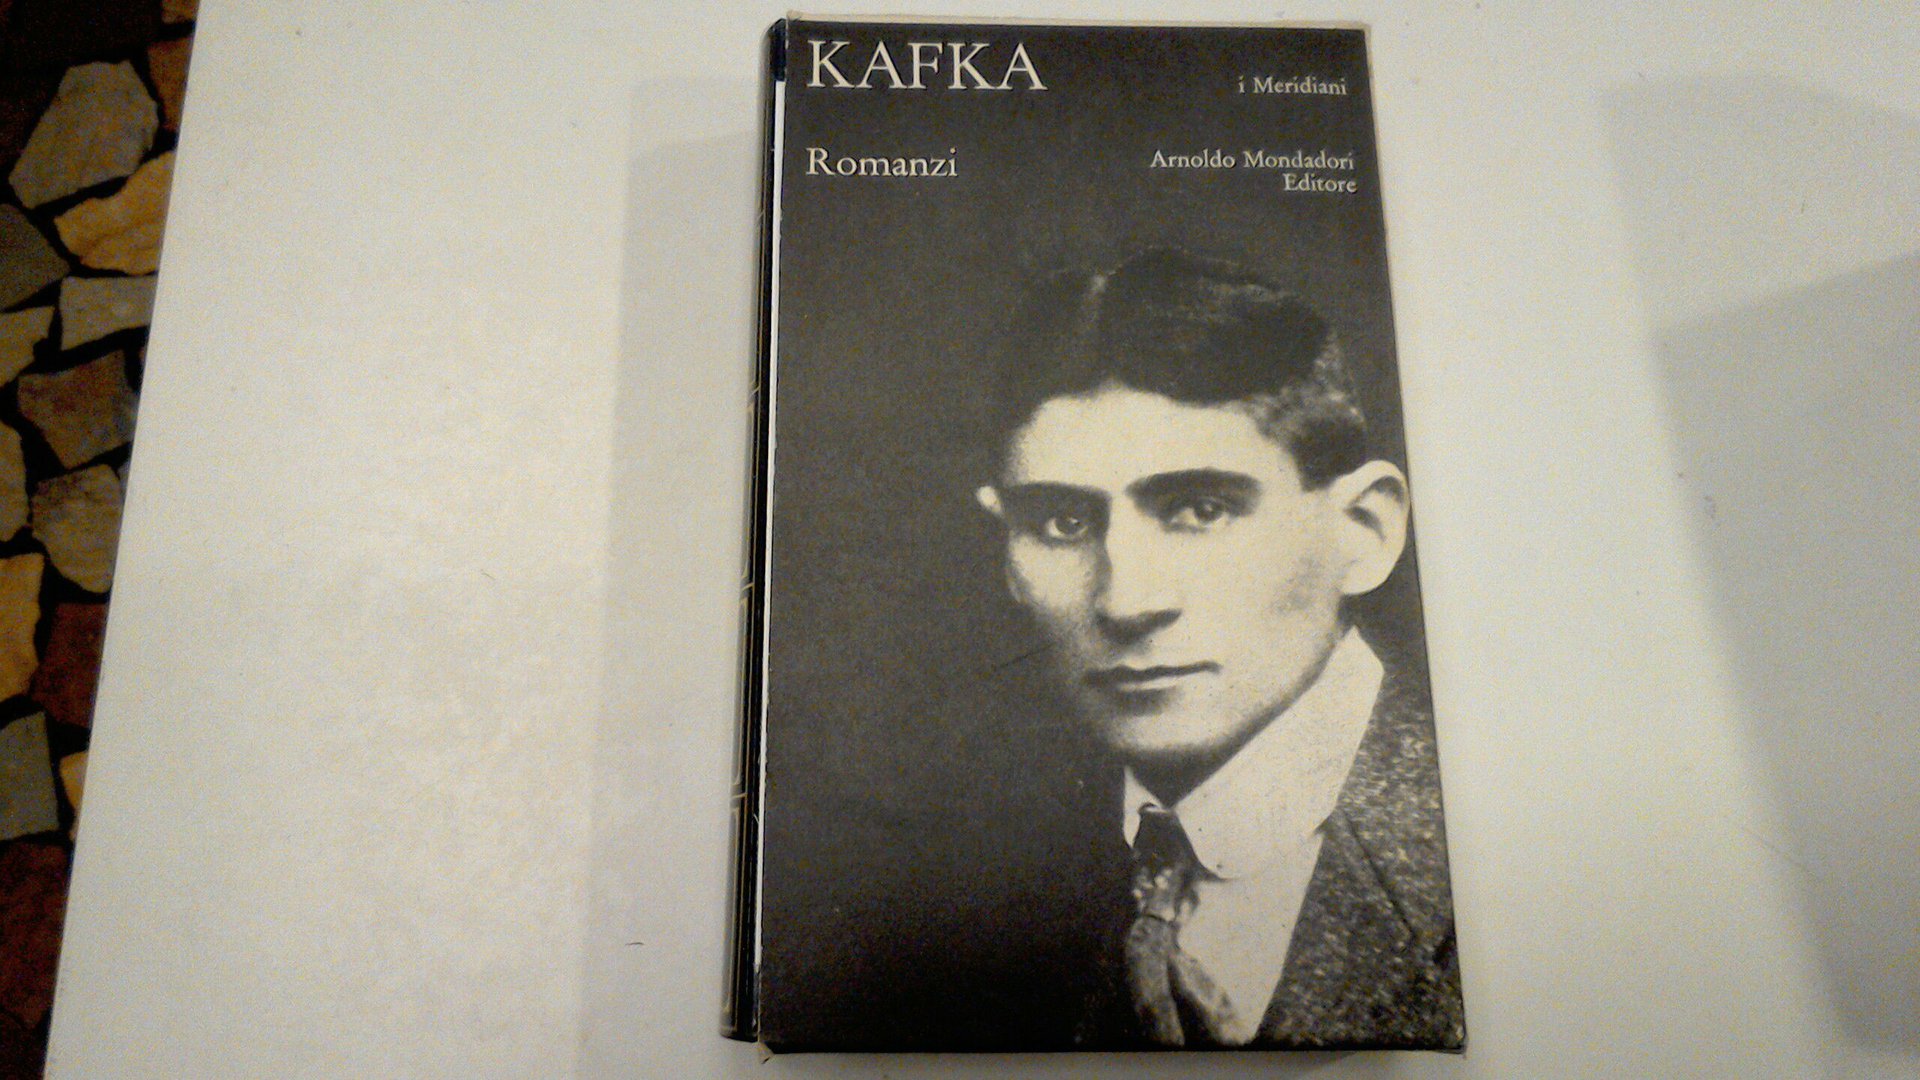 KAFKA
i Meridiani
Romanzi
Arnoldo Mondadori
Editore